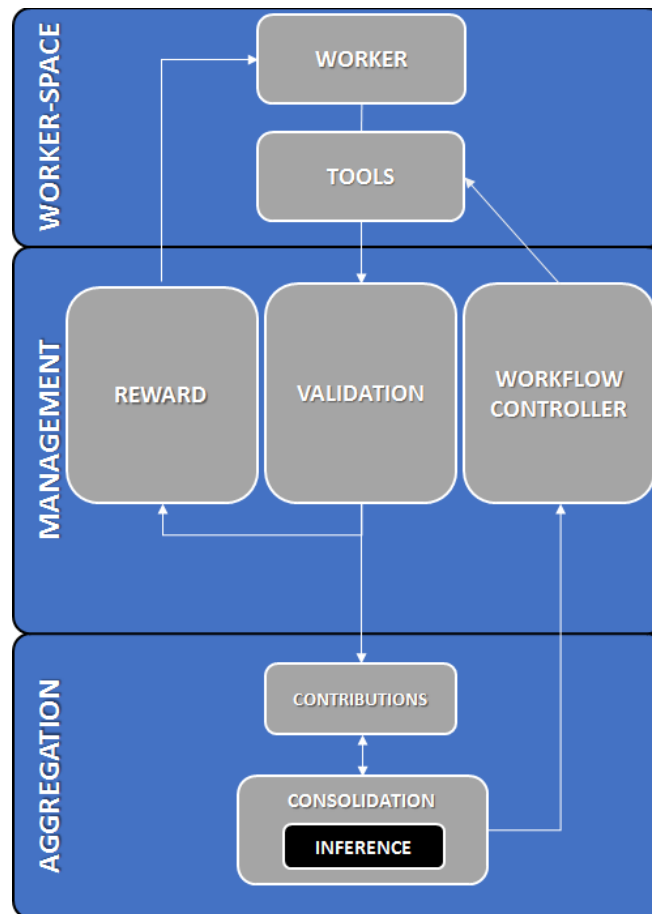 WORKER-SPACE
WORKER
TOOLS
MANAGEMENT
REWARD
VALIDATION
WORKFLOW
CONTROLLER
AGGREGATION
CONTRIBUTIONS
CONSOLIDATION
INFERENCE